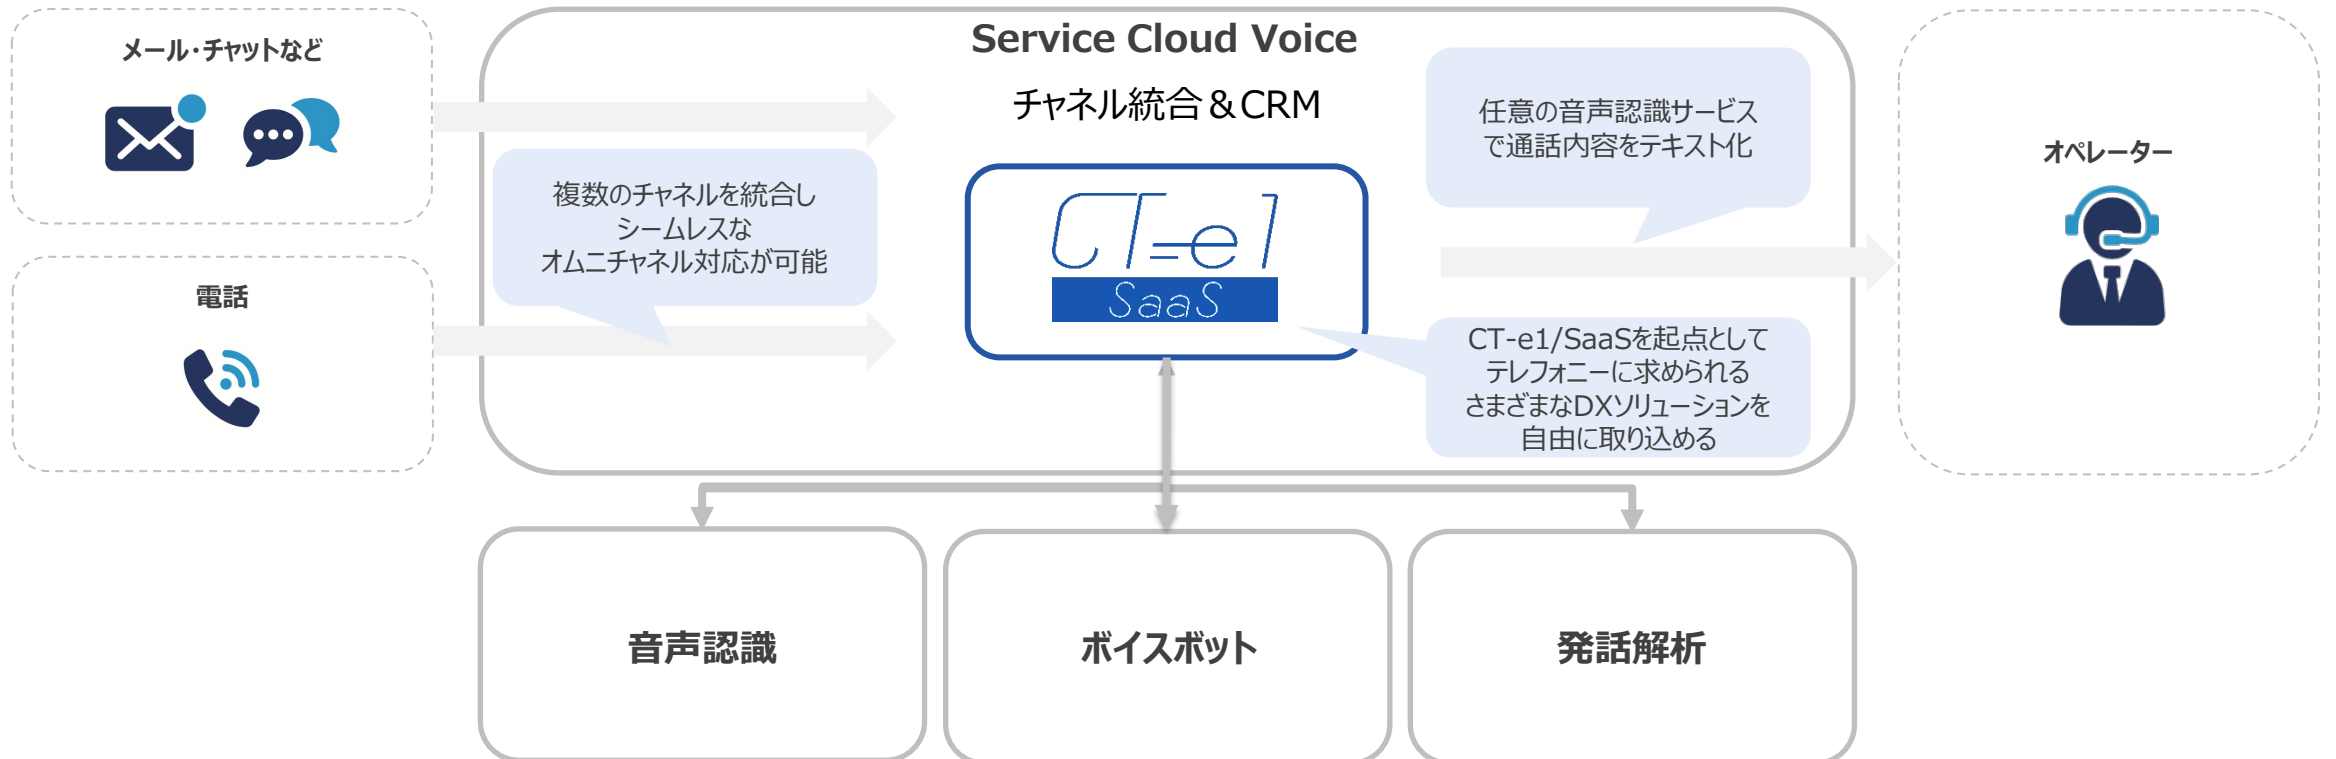 メール・チャットなど
電話
Service Cloud Voice
チャネル統合＆CRM
複数のチャネルを統合し
シームレスな
オムニチャネル対応が可能
CT-e1
SaaS
任意の音声認識サービス
で通話内容をテキスト化
CT-e1/SaaSを起点として
テレフォニーに求められる
さまざまなDXソリューションを
自由に取り込める
オペレーター
音声認識
ボイスボット
発話解析